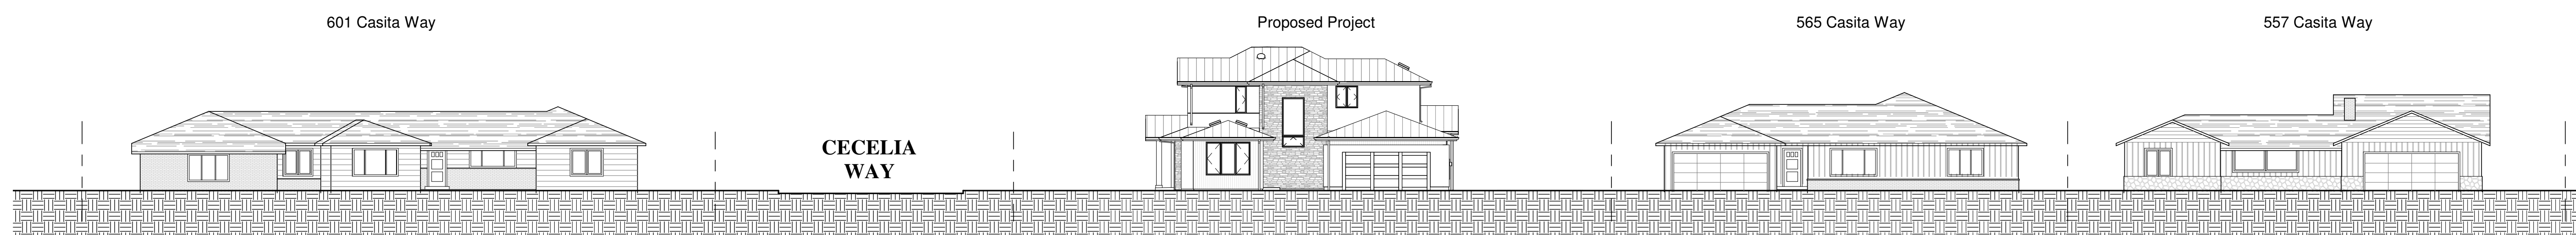 601 Casita Way
Proposed Project
565 Casita Way
557 Casita Way
CECELIA
WAY